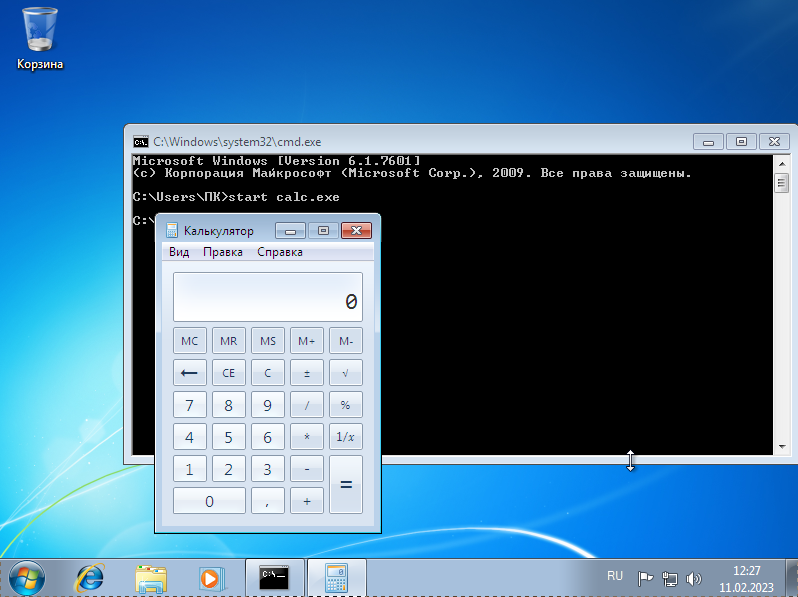 Корзина
C:\Windows\system32\cmd.exe
Microsoft Windows [Version 6.1.7601]
(c) Корпорация Майкрософт (Microsoft Corp.), 2009. Все права защищены.
C:\Users\ПК>start calc.exe
C:\
Калькулятор
Вид Правка Справка
0
MC MR MS M+ M-
← CE C ± √
7 8 9 / %
4 5 6 * 1/x
1 2 3 - =
0 , +
C:\_
0
RU
12:27
11.02.2023